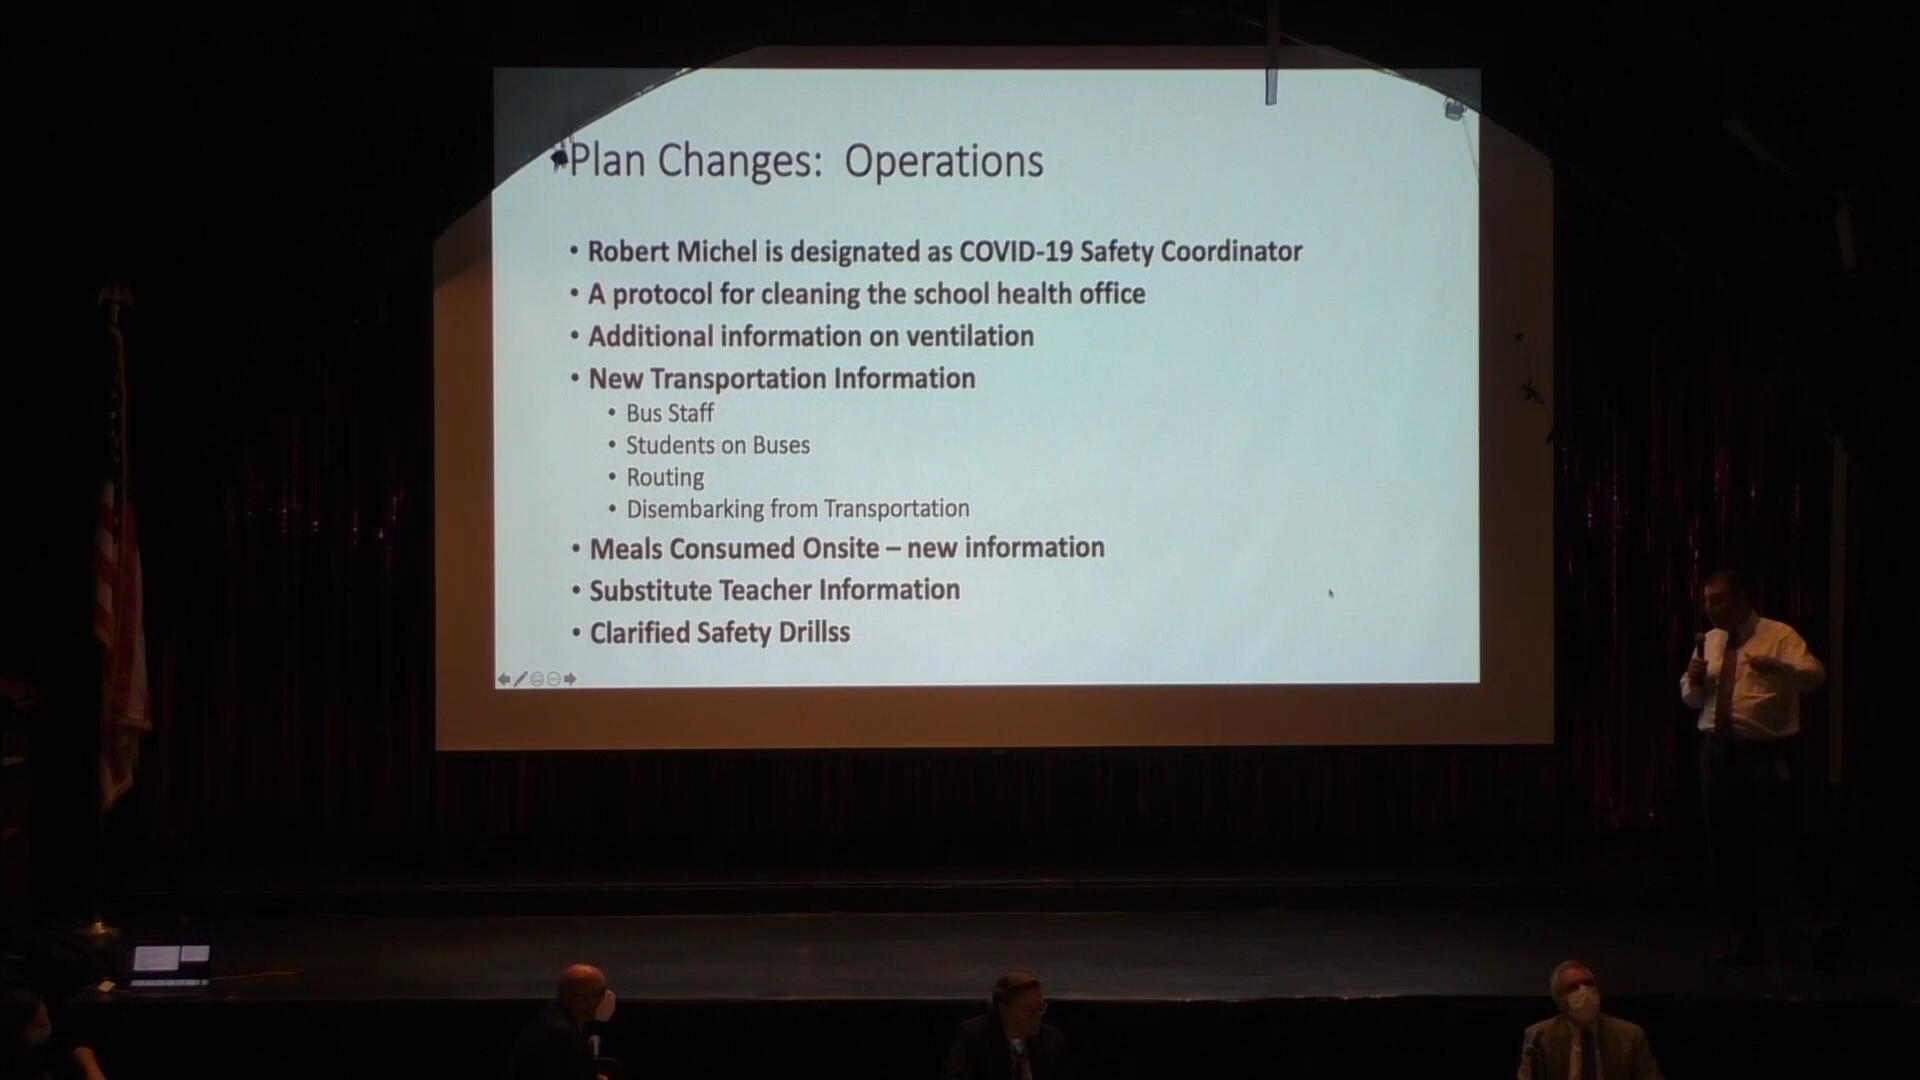 Plan Changes: Operations
• Robert Michel is designated as COVID-19 Safety Coordinator
• A protocol for cleaning the school health office
• Additional information on ventilation
• New Transportation Information
• Bus Staff
• Students on Buses
• Routing
• Disembarking from Transportation
• Meals Consumed Onsite – new information
• Substitute Teacher Information
• Clarified Safety Drillss